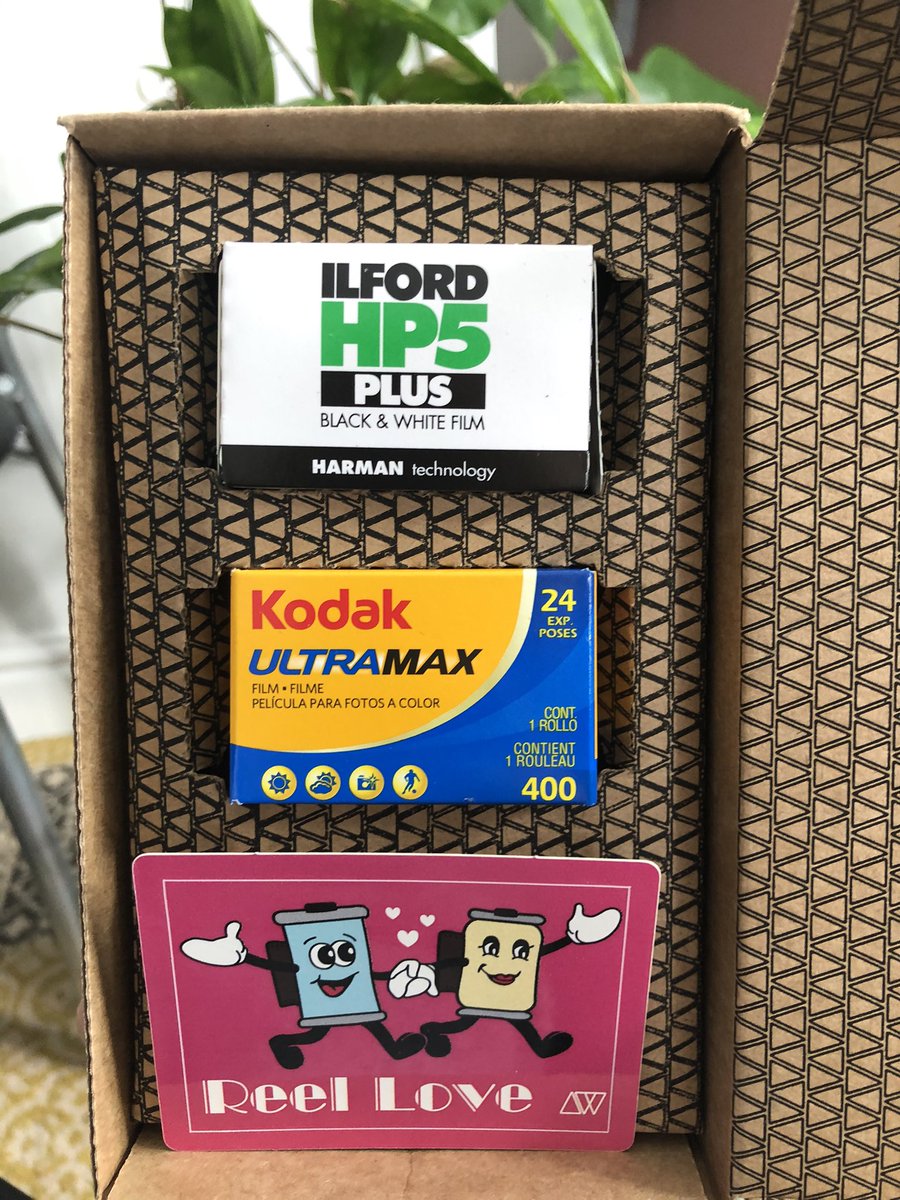 ILFORD
HP5
PLUS
BLACK & WHITE FILM
HARMAN technology
Kodak
ULTRAMAX
FILM ▪ FILME
PELÍCULA PARA FOTOS A COLOR
24
EXP.
POSES
CONT.
1 ROLLO
CONTIENT
1 ROULEAU
400
Reel Love